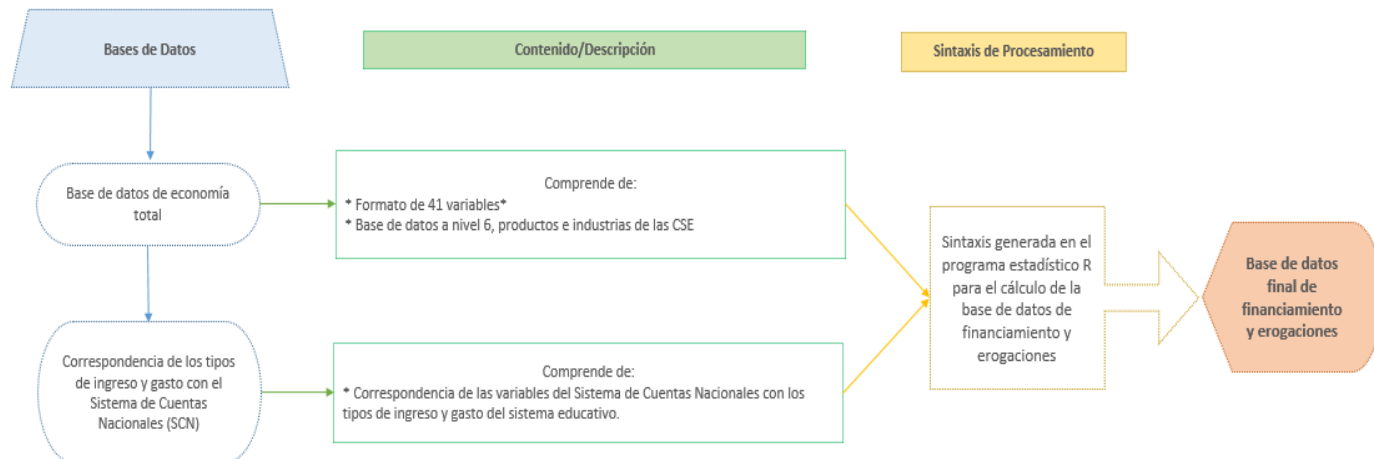 Bases de Datos
Contenido/Descripción
Sintaxis de Procesamiento
Base de datos de economía
total
Comprende de:
* Formato de 41 variables*
* Base de datos a nivel 6, productos e industrias de las CSE
Sintaxis generada en el
programa estadístico R
para el cálculo de la
base de datos de
financiamiento y
erogaciones
Base de datos
final de
financiamiento
y erogaciones
Correspondencia de los tipos
de ingreso y gasto con el
Sistema de Cuentas
Nacionales (SCN)
Comprende de:
* Correspondencia de las variables del Sistema de Cuentas Nacionales con los
tipos de ingreso y gasto del sistema educativo.